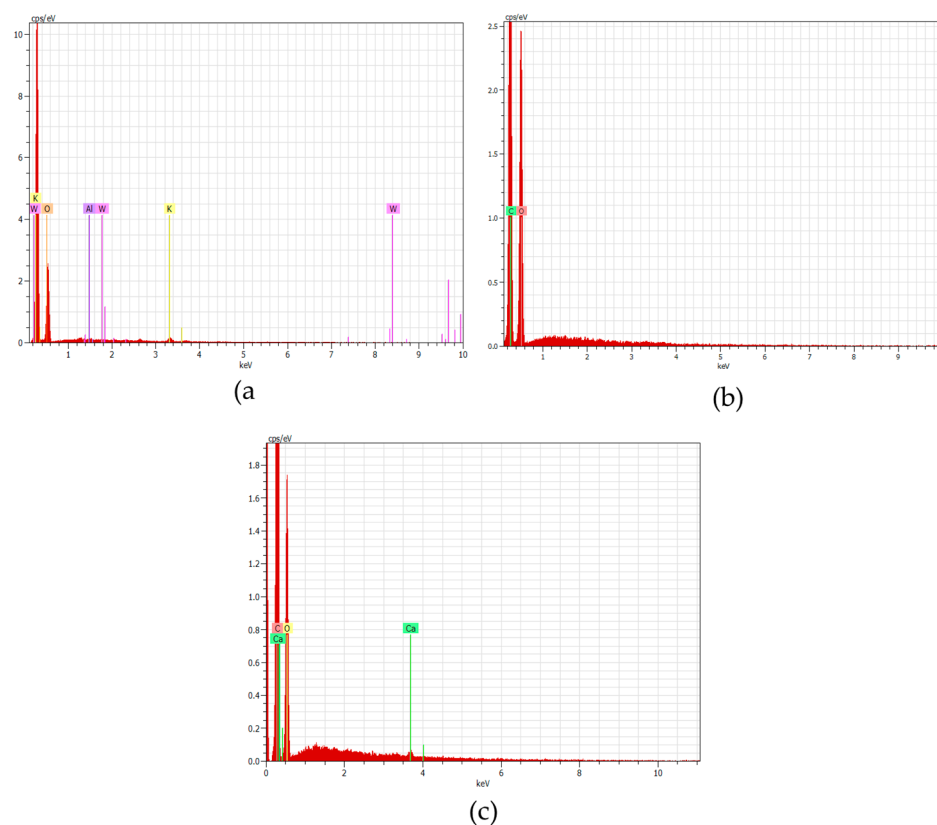 cps/eV
10
8
6
4
2
0
K
W O Al W K W
1 2 3 4 5 6 7 8 9 10
keV
(a
cps/eV
2.5
2.0
1.5
1.0
0.5
0.0
C O
1 2 3 4 5 6 7 8 9
keV
(b)
cps/eV
1.8
1.6
1.4
1.2
1.0
0.8
0.6
0.4
0.2
0.0
C O Ca
Ca
0 2 4 6 8 10
keV
(c)